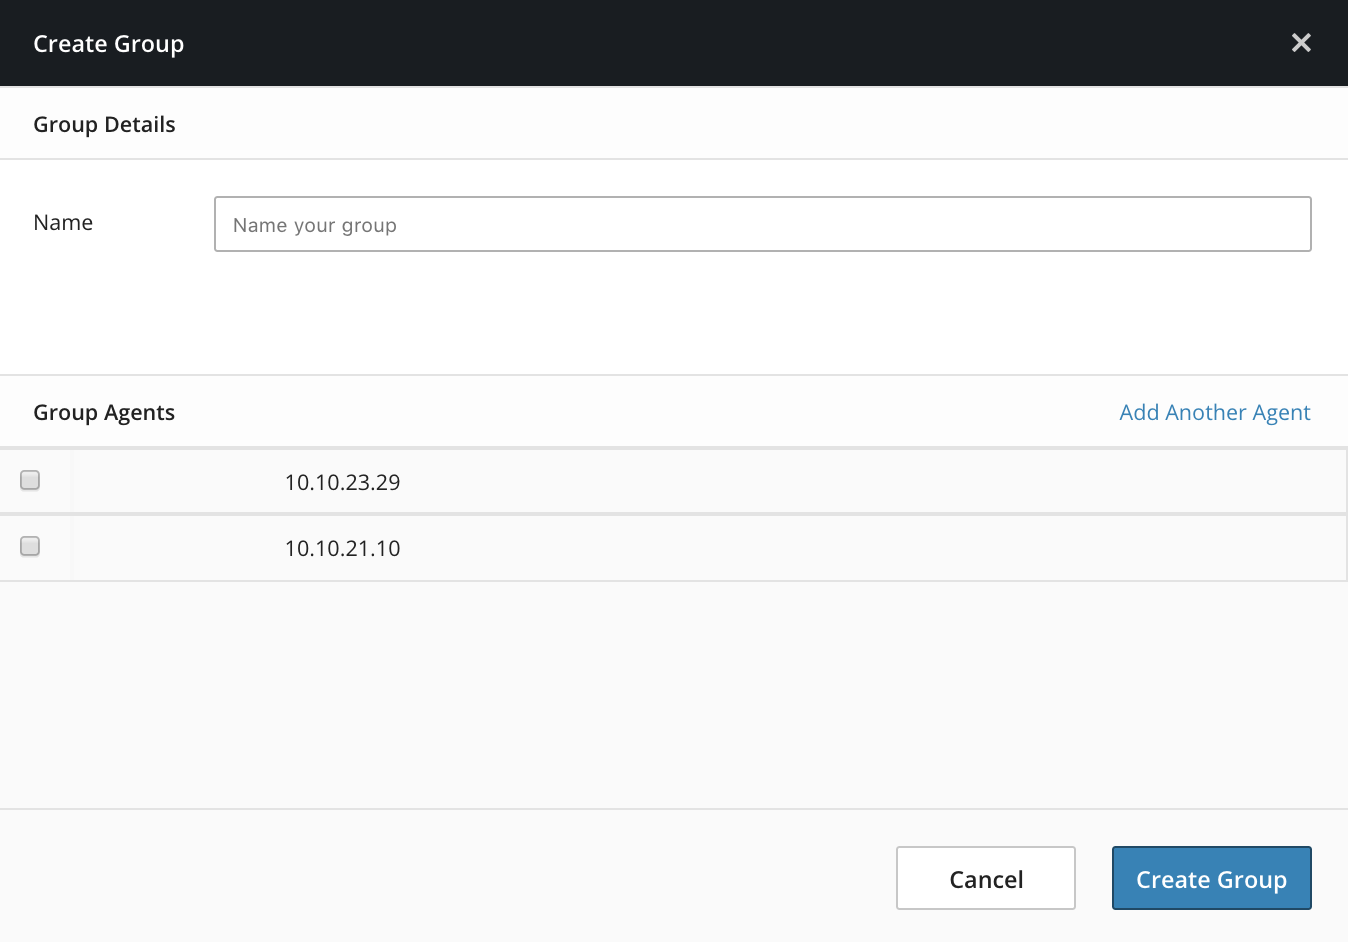 Create Group
Group Details
Name
Name your group
Group Agents
Add Another Agent
10.10.23.29
10.10.21.10
Cancel
Create Group